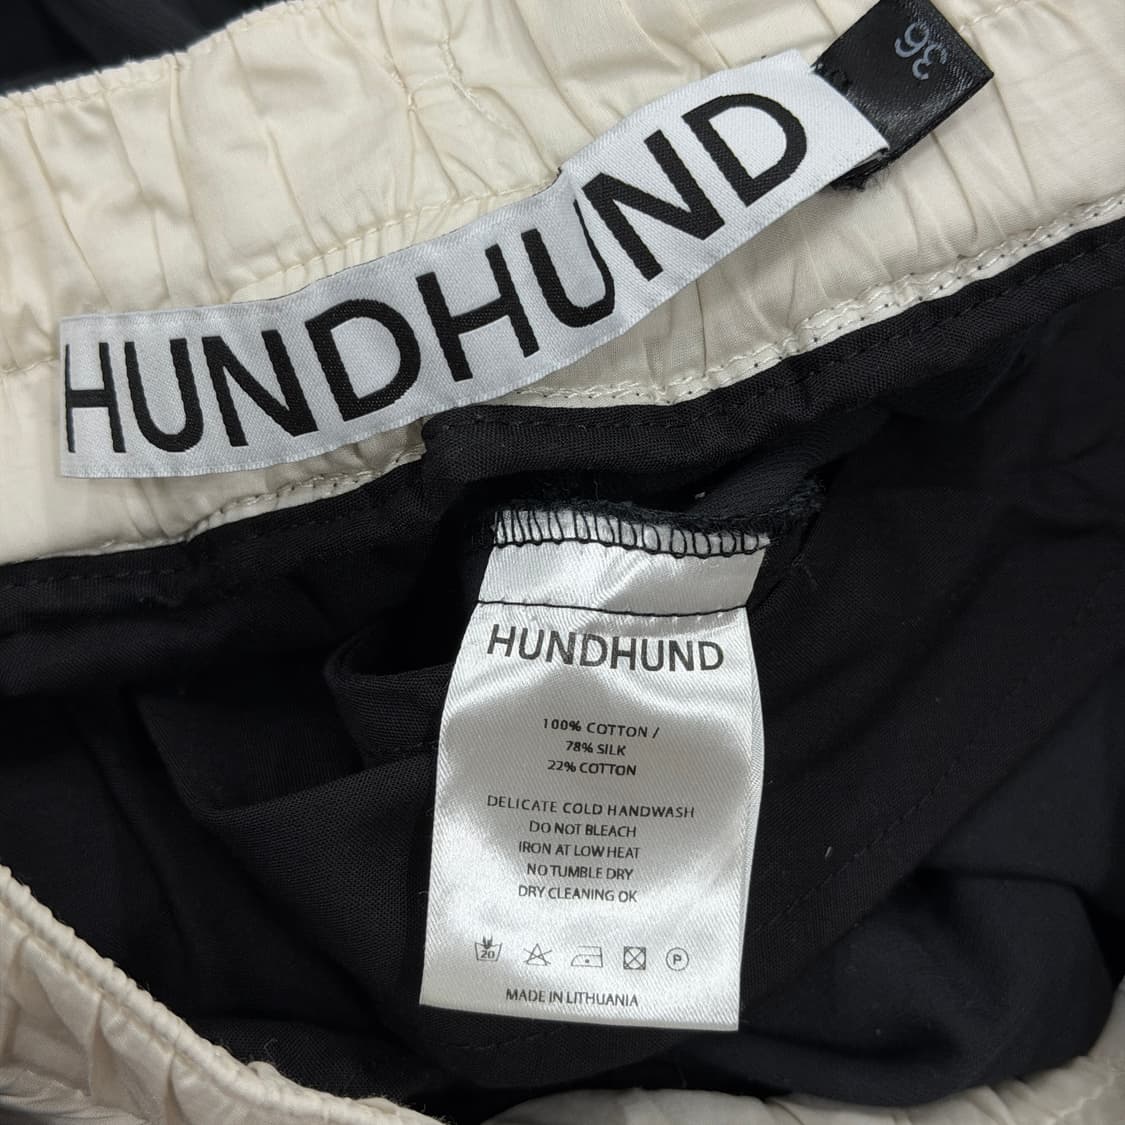 36
HUNDHUND
HUNDHUND
100% COTTON /
78% SILK
22% COTTON
DELICATE COLD HANDWASH
DO NOT BLEACH
IRON AT LOW HEAT
NO TUMBLE DRY
DRY CLEANING OK
20 P
MADE IN LITHUANIA